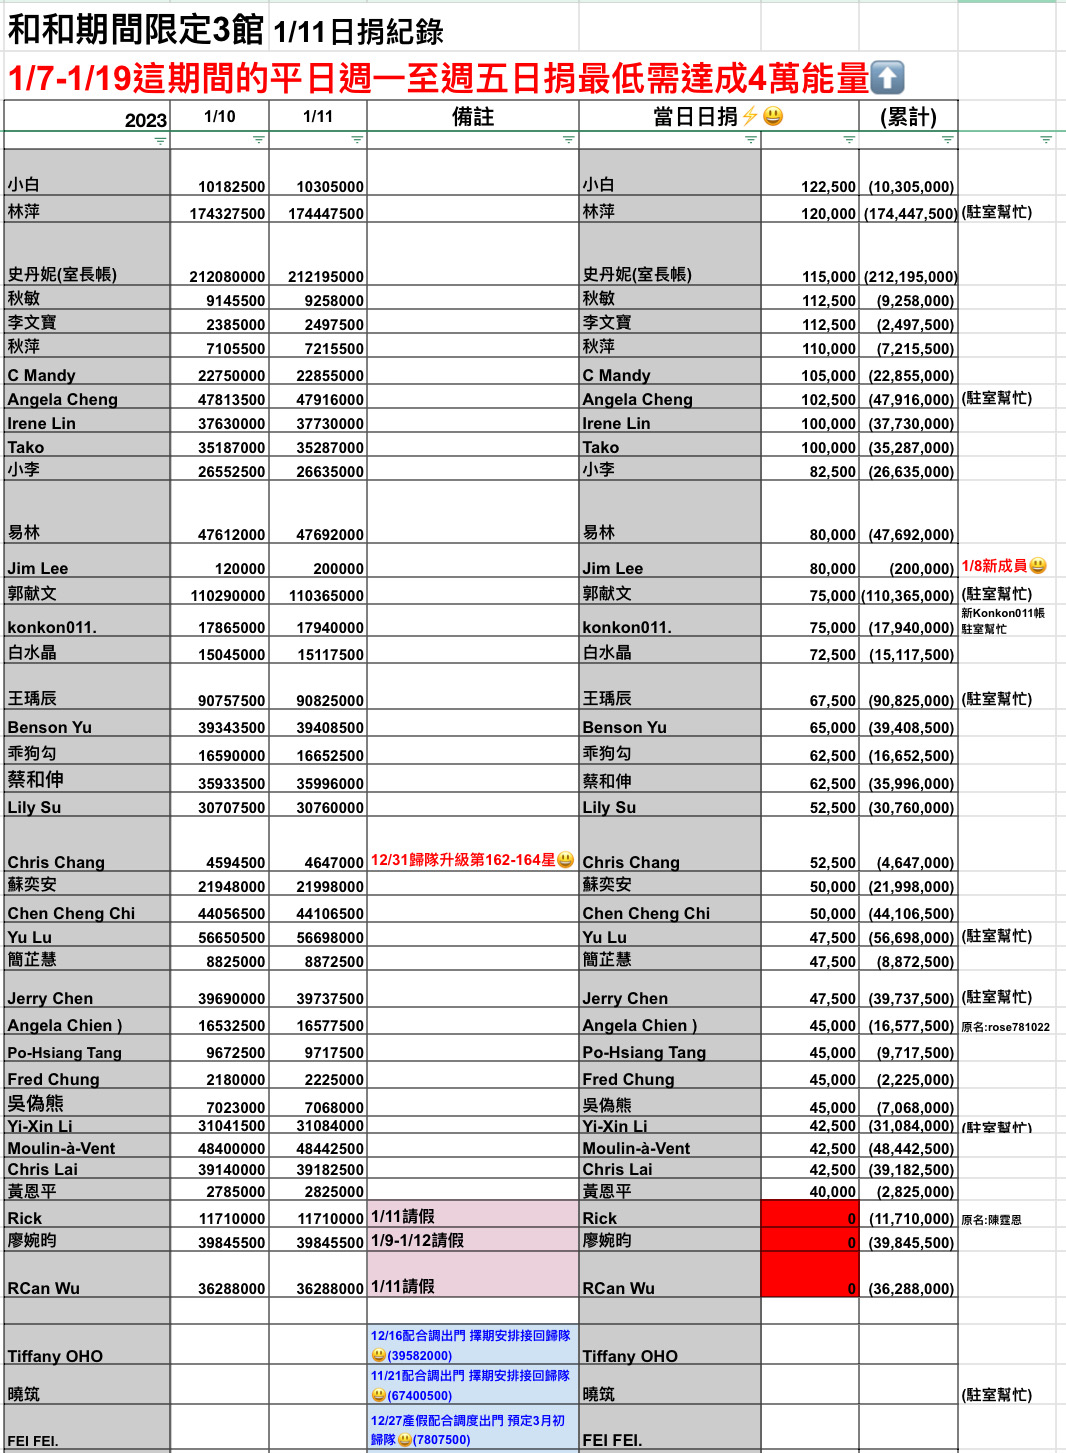 和和期間限定3館 1/11日捐紀錄
1/7-1/19這期間的平日週一至週五日捐最低需達成4萬能量⬆️
2023 1/10 1/11 備註 當日日捐⚡😃 (累計)
小白 10182500 10305000 小白 122,500 (10,305,000)
林萍 174327500 174447500 林萍 120,000 (174,447,500) (駐室幫忙)
史丹妮(室長帳) 212080000 212195000 史丹妮(室長帳) 115,000 (212,195,000)
秋敏 9145500 9258000 秋敏 112,500 (9,258,000)
李文寶 2385000 2497500 李文寶 112,500 (2,497,500)
秋萍 7105500 7215500 秋萍 110,000 (7,215,500)
C Mandy 22750000 22855000 C Mandy 105,000 (22,855,000)
Angela Cheng 47813500 47916000 Angela Cheng 102,500 (47,916,000) (駐室幫忙)
Irene Lin 37630000 37730000 Irene Lin 100,000 (37,730,000)
Tako 35187000 35287000 Tako 100,000 (35,287,000)
小李 26552500 26635000 小李 82,500 (26,635,000)
易林 47612000 47692000 易林 80,000 (47,692,000)
Jim Lee 120000 200000 Jim Lee 80,000 (200,000) 1/8新成員😃
郭献文 110290000 110365000 郭献文 75,000 (110,365,000) (駐室幫忙)
konkon011. 17865000 17940000 konkon011. 75,000 (17,940,000) 新Konkon011帳
駐室幫忙
白水晶 15045000 15117500 白水晶 72,500 (15,117,500)
王瑀辰 90757500 90825000 王瑀辰 67,500 (90,825,000) (駐室幫忙)
Benson Yu 39343500 39408500 Benson Yu 65,000 (39,408,500)
乖狗勾 16590000 16652500 乖狗勾 62,500 (16,652,500)
蔡和伸 35933500 35996000 蔡和伸 62,500 (35,996,000)
Lily Su 30707500 30760000 Lily Su 52,500 (30,760,000)
Chris Chang 4594500 4647000 12/31歸隊升級第162-164星😃 Chris Chang 52,500 (4,647,000)
蘇奕安 21948000 21998000 蘇奕安 50,000 (21,998,000)
Chen Cheng Chi 44056500 44106500 Chen Cheng Chi 50,000 (44,106,500)
Yu Lu 56650500 56698000 Yu Lu 47,500 (56,698,000) (駐室幫忙)
簡芷慧 8825000 8872500 簡芷慧 47,500 (8,872,500)
Jerry Chen 39690000 39737500 Jerry Chen 47,500 (39,737,500) (駐室幫忙)
Angela Chien ) 16532500 16577500 Angela Chien ) 45,000 (16,577,500) 原名:rose781022
Po-Hsiang Tang 9672500 9717500 Po-Hsiang Tang 45,000 (9,717,500)
Fred Chung 2180000 2225000 Fred Chung 45,000 (2,225,000)
吳偽熊 7023000 7068000 吳偽熊 45,000 (7,068,000)
Yi-Xin Li 31041500 31084000 Yi-Xin Li 42,500 (31,084,000) (駐室幫忙)
Moulin-à-Vent 48400000 48442500 Moulin-à-Vent 42,500 (48,442,500)
Chris Lai 39140000 39182500 Chris Lai 42,500 (39,182,500)
黃恩平 2785000 2825000 黃恩平 40,000 (2,825,000)
Rick 11710000 11710000 1/11請假 Rick 0 (11,710,000) 原名:陳霆恩
廖婉昀 39845500 39845500 1/9-1/12請假 廖婉昀 0 (39,845,500)
RCan Wu 36288000 36288000 1/11請假 RCan Wu 0 (36,288,000)
12/16配合調出門 擇期安排接回歸隊
Tiffany OHO 😃(39582000) Tiffany OHO
11/21配合調出門 擇期安排接回歸隊
曉筑 😃(67400500) 曉筑 (駐室幫忙)
12/27產假配合調度出門 預定3月初
FEI FEI. 歸隊😃(7807500) FEI FEI.